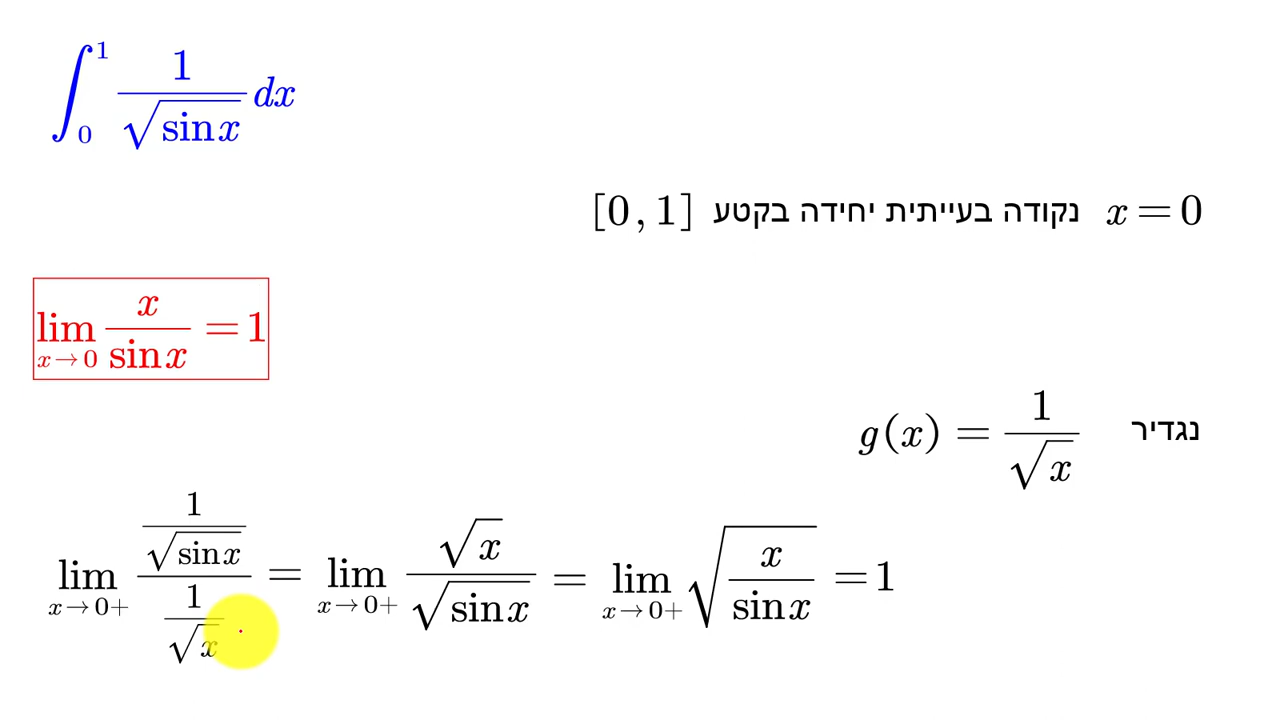 ∫₀¹ 1/√(sin x) dx
x = 0 נקודה בעייתית יחידה בקטע [0, 1]
lim_{x→0} x/sin x = 1
נגדיר g(x) = 1/√x
lim_{x→0+} (1/√(sin x))/(1/√x) = lim_{x→0+} √x/√(sin x) = lim_{x→0+} √(x/sin x) = 1